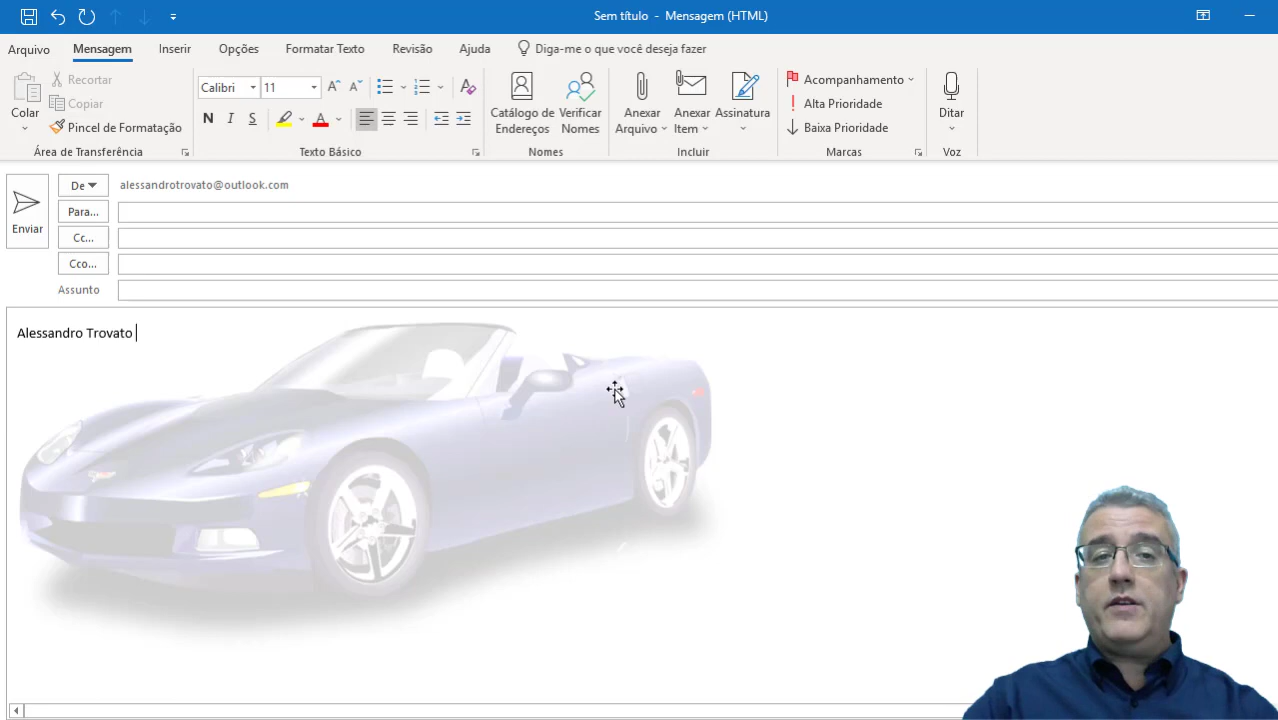 Sem título - Mensagem (HTML)
Arquivo Mensagem Inserir Opções Formatar Texto Revisão Ajuda Diga-me o que você deseja fazer
Colar
Recortar
Copiar
Pincel de Formatação
Área de Transferência
Calibri 11
N I S A
Texto Básico
Catálogo de Endereços
Verificar Nomes
Nomes
Anexar Arquivo
Anexar Item
Assinatura
Incluir
Acompanhamento
Alta Prioridade
Baixa Prioridade
Marcas
Ditar
Voz
Enviar
De alessandrotrovato@outlook.com
Para...
Cc...
Cco...
Assunto
Alessandro Trovato